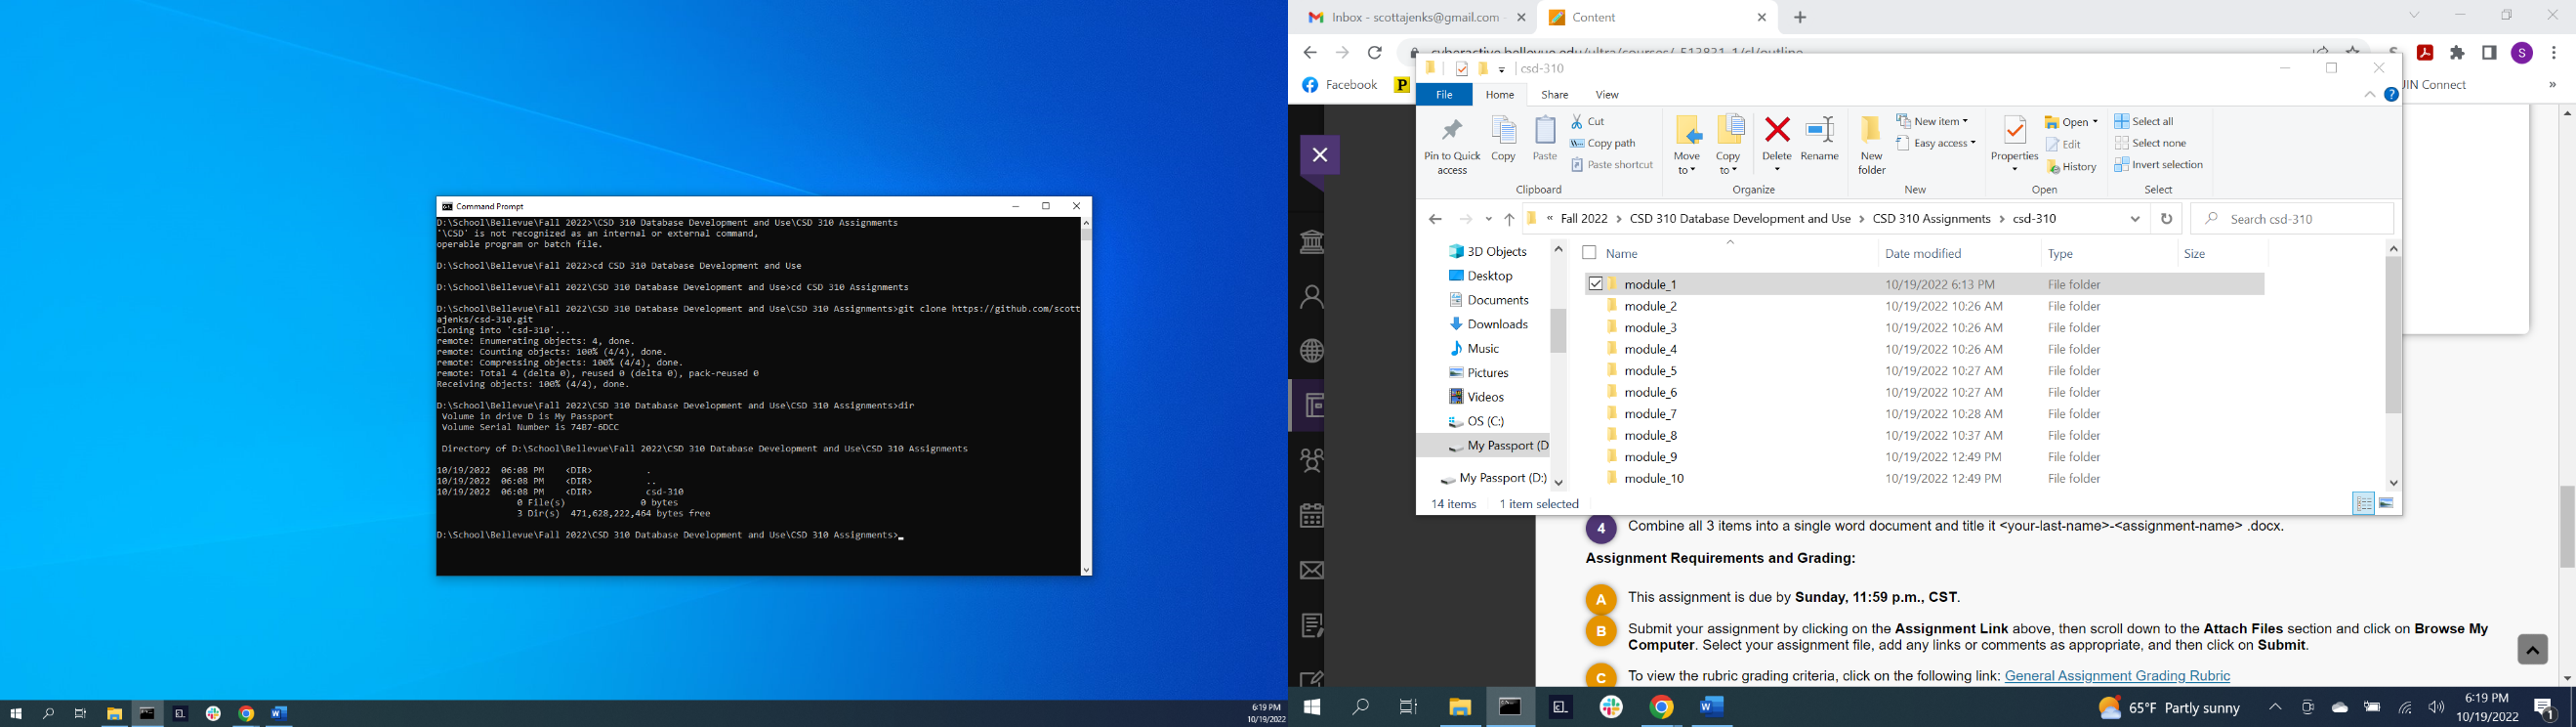 Command Prompt
D:\School\Bellevue\Fall 2022>\CSD 310 Database Development and Use\CSD 310 Assignments
'\CSD' is not recognized as an internal or external command,
operable program or batch file.
D:\School\Bellevue\Fall 2022>cd CSD 310 Database Development and Use
D:\School\Bellevue\Fall 2022\CSD 310 Database Development and Use>cd CSD 310 Assignments
D:\School\Bellevue\Fall 2022\CSD 310 Database Development and Use\CSD 310 Assignments>git clone https://github.com/scott
ajenks/csd-310.git
Cloning into 'csd-310'...
remote: Enumerating objects: 4, done.
remote: Counting objects: 100% (4/4), done.
remote: Compressing objects: 100% (4/4), done.
remote: Total 4 (delta 0), reused 0 (delta 0), pack-reused 0
Receiving objects: 100% (4/4), done.
D:\School\Bellevue\Fall 2022\CSD 310 Database Development and Use\CSD 310 Assignments>dir
Volume in drive D is My Passport
Volume Serial Number is 74B7-6DCC
Directory of D:\School\Bellevue\Fall 2022\CSD 310 Database Development and Use\CSD 310 Assignments
10/19/2022 06:08 PM <DIR> .
10/19/2022 06:08 PM <DIR> ..
10/19/2022 06:08 PM <DIR> csd-310
0 File(s) 0 bytes
3 Dir(s) 471,628,222,464 bytes free
D:\School\Bellevue\Fall 2022\CSD 310 Database Development and Use\CSD 310 Assignments>
6:19 PM
10/19/2022
Inbox - scottajenks@gmail.com -
Content
cyberactive.bellevue.edu/ultra/courses/_513831_1/cl/outline
S
Facebook
P
JIN Connect
»
csd-310
File Home Share View
Pin to Quick access
Copy
Paste
Cut
Copy path
Paste shortcut
Clipboard
Move to
Copy to
Delete
Rename
Organize
New folder
New item
Easy access
New
Properties
Open
Edit
History
Open
Select all
Select none
Invert selection
Select
« Fall 2022 > CSD 310 Database Development and Use > CSD 310 Assignments > csd-310
Search csd-310
3D Objects
Desktop
Documents
Downloads
Music
Pictures
Videos
OS (C:)
My Passport (D
My Passport (D:)
Name Date modified Type Size
module_1 10/19/2022 6:13 PM File folder
module_2 10/19/2022 10:26 AM File folder
module_3 10/19/2022 10:26 AM File folder
module_4 10/19/2022 10:26 AM File folder
module_5 10/19/2022 10:27 AM File folder
module_6 10/19/2022 10:27 AM File folder
module_7 10/19/2022 10:28 AM File folder
module_8 10/19/2022 10:37 AM File folder
module_9 10/19/2022 12:49 PM File folder
module_10 10/19/2022 12:49 PM File folder
14 items 1 item selected
4 Combine all 3 items into a single word document and title it <your-last-name>-<assignment-name> .docx.
Assignment Requirements and Grading:
A This assignment is due by Sunday, 11:59 p.m., CST.
B Submit your assignment by clicking on the Assignment Link above, then scroll down to the Attach Files section and click on Browse My
Computer. Select your assignment file, add any links or comments as appropriate, and then click on Submit.
C To view the rubric grading criteria, click on the following link: General Assignment Grading Rubric
65°F Partly sunny
6:19 PM
10/19/2022
1